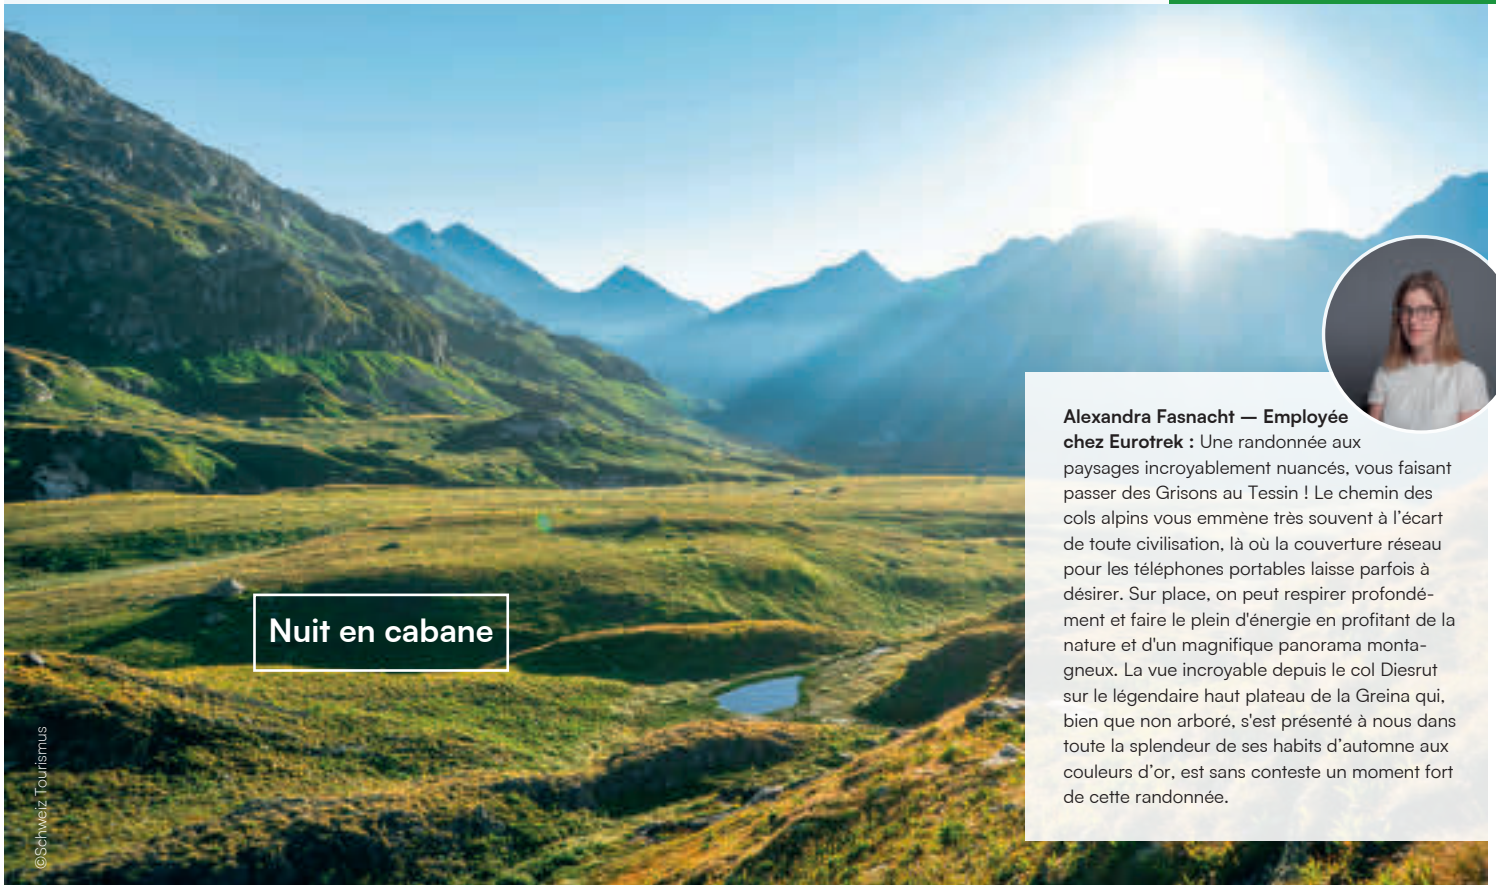 Alexandra Fasnacht – Employée
chez Eurotrek : Une randonnée aux
paysages incroyablement nuancés, vous faisant
passer des Grisons au Tessin ! Le chemin des
cols alpins vous emmène très souvent à l’écart
de toute civilisation, là où la couverture réseau
pour les téléphones portables laisse parfois à
désirer. Sur place, on peut respirer profondé-
ment et faire le plein d'énergie en profitant de la
nature et d'un magnifique panorama monta-
gneux. La vue incroyable depuis le col Diesrut
sur le légendaire haut plateau de la Greina qui,
bien que non arboré, s'est présenté à nous dans
toute la splendeur de ses habits d’automne aux
couleurs d’or, est sans conteste un moment fort
de cette randonnée.
Nuit en cabane
©Schweiz Tourismus